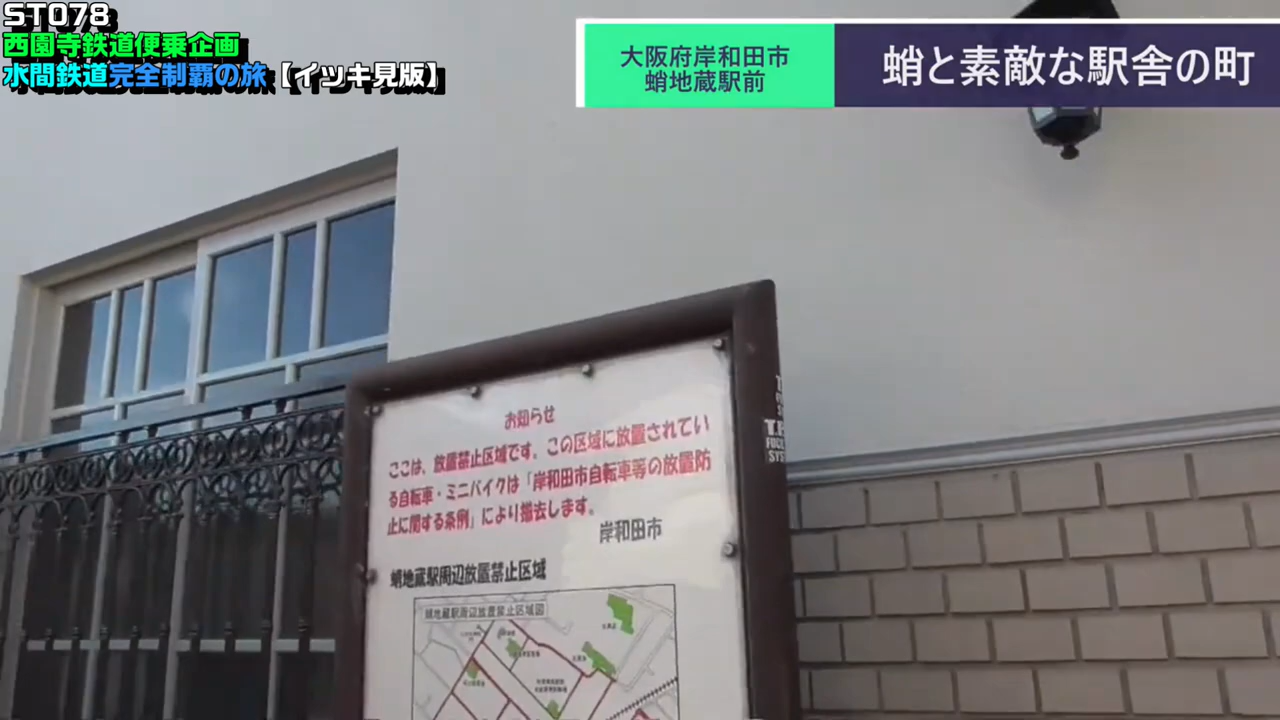 ST078
西園寺鉄道便乗企画
水間鉄道完全制覇の旅【イツキ見版】
大阪府岸和田市
蛸地蔵駅前
蛸と素敵な駅舎の町
お知らせ
ここは、放置禁止区域です。この区域に放置されてい
る自転車・ミニバイクは「岸和田市自転車等の放置防
止に関する条例」により撤去します。
岸和田市
蛸地蔵駅周辺放置禁止区域
蛸地蔵駅周辺放置禁止区域図